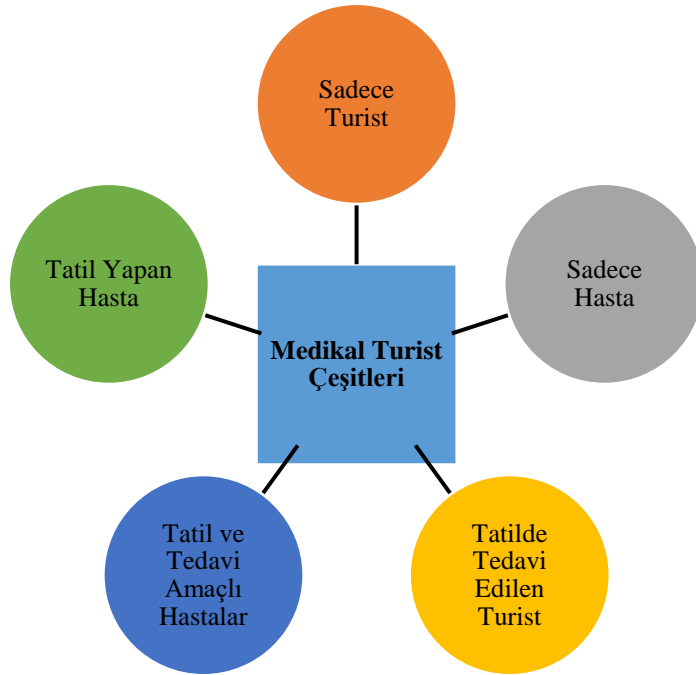 Sadece
Turist
Tatil Yapan
Hasta
Sadece
Hasta
Medikal Turist
Çeşitleri
Tatil ve
Tedavi
Amaçlı
Hastalar
Tatilde
Tedavi
Edilen
Turist